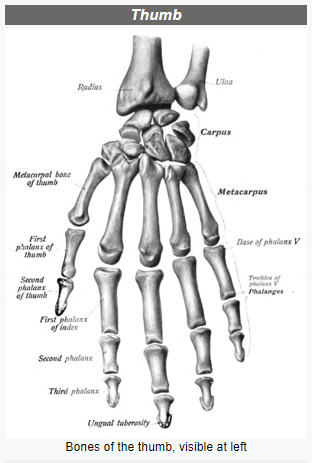 Thumb
Radius
Ulna
Carpus
Metacarpal bone
of thumb
Metacarpus
First
phalanx of
thumb
Base of phalanx V
Second
phalanx
of thumb
Trochlea of
phalanx V
Phalanges
First phalanx
of index
Second phalanx
Third phalanx
Ungual tuberosity
Bones of the thumb, visible at left